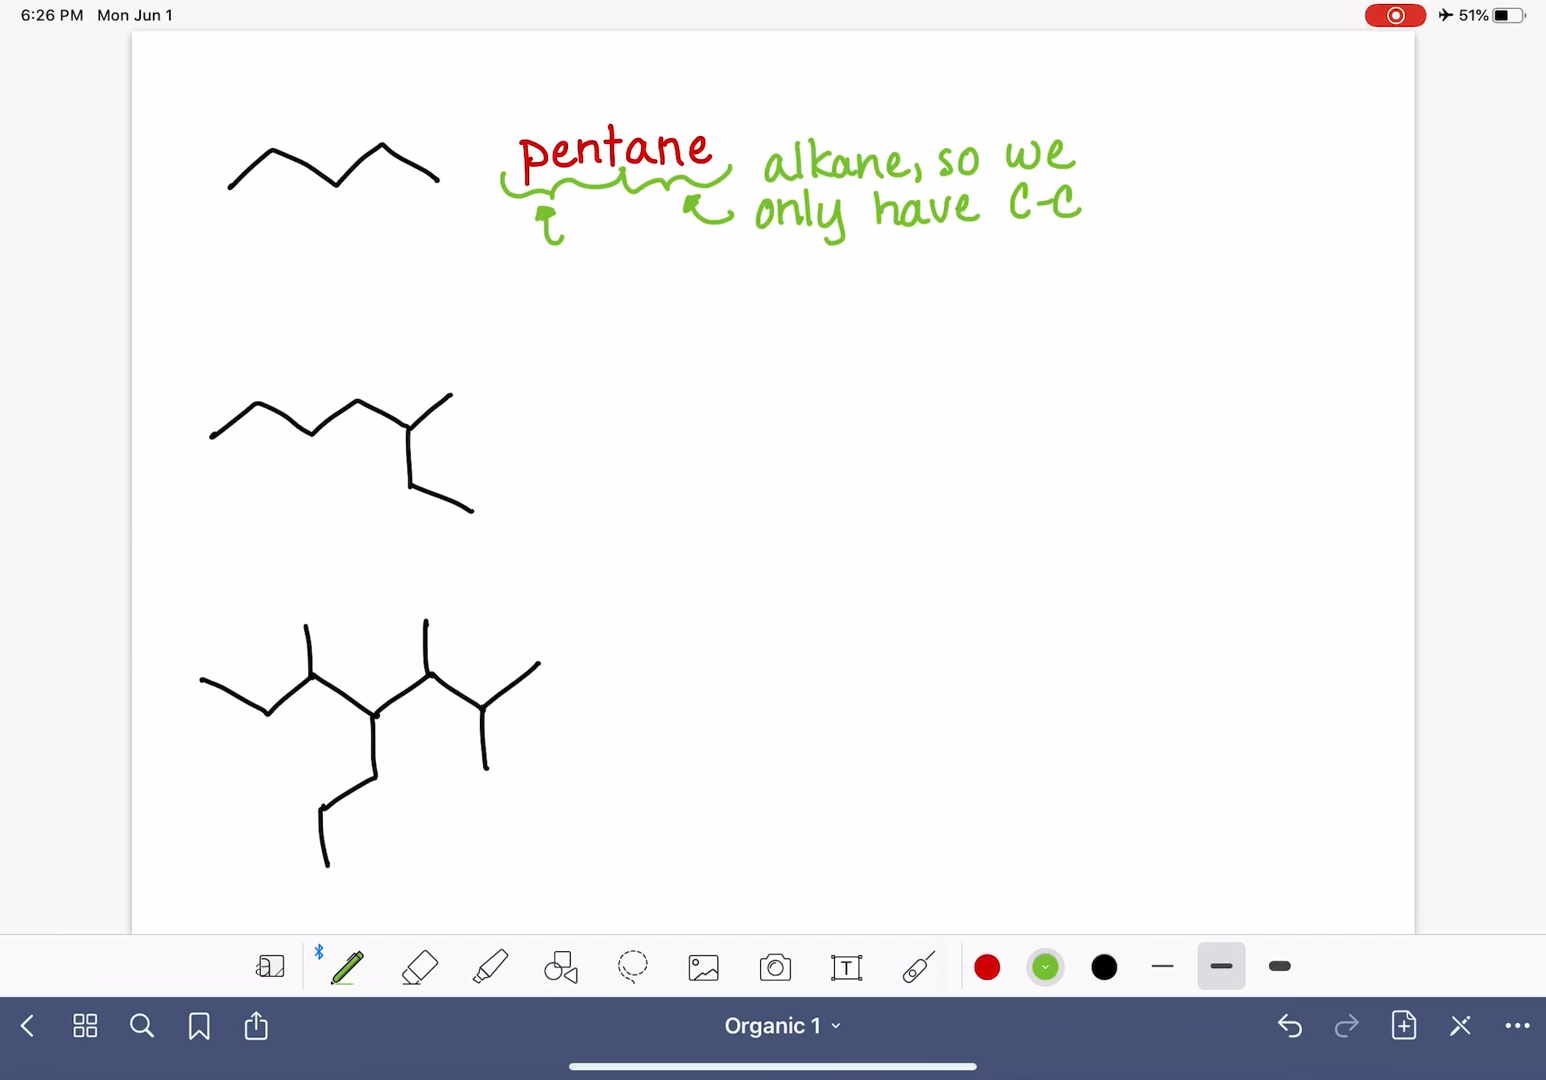 6:26 PM Mon Jun 1
51%
pentane
alkane, so we
only have C-C
T
Organic 1